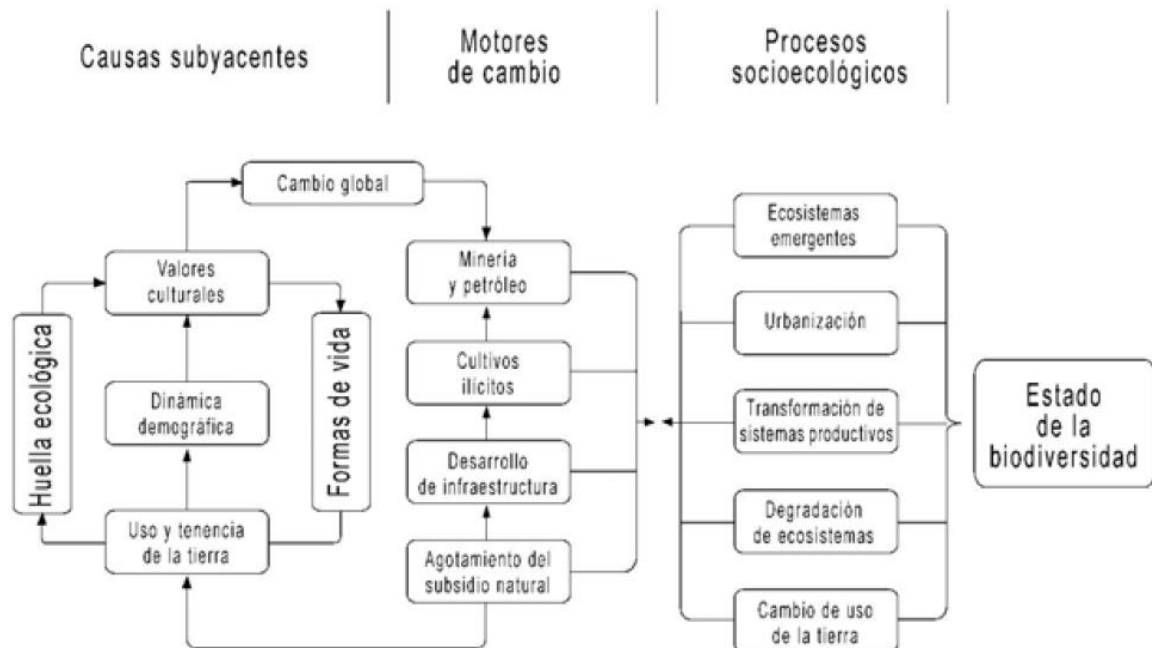 Causas subyacentes
Motores
de cambio
Procesos
socioecológicos
Cambio global
Valores
culturales
Huella ecológica
Formas de vida
Dinámica
demográfica
Uso y tenencia
de la tierra
Minería
y petróleo
Cultivos
ilícitos
Desarrollo
de infraestructura
Agotamiento del
subsidio natural
Ecosistemas
emergentes
Urbanización
Transformación de
sistemas productivos
Degradación
de ecosistemas
Cambio de uso
de la tierra
Estado
de la
biodiversidad